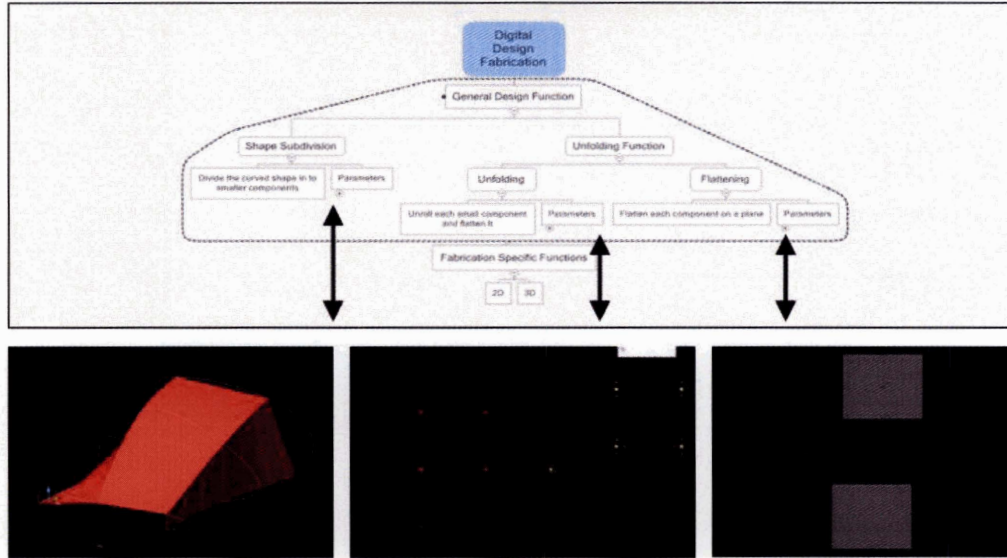 Digital
Design
Fabrication
General Design Function
Shape Subdivision
Unfolding Function
Divide the curved shape in to
smaller components
Parameters
Unfolding
Flattening
Unroll each small component
and flatten it
Parameters
Flatten each component on a plane
Parameters
Fabrication Specific Functions
2D
3D